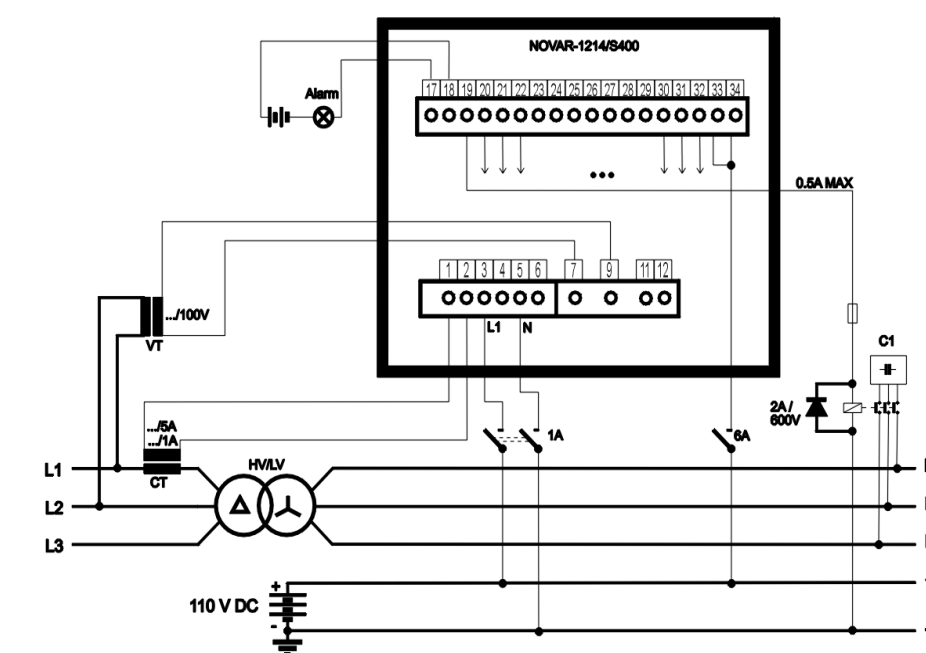 NOVAR-1214/S400
17 18 19 20 21 22 23 24 25 26 27 28 29 30 31 32 33 34
Alarm
0.5A MAX
1 2 3 4 5 6 7 9 11 12
.../100V
L1 N
VT
C1
2A /
600V
.../5A
.../1A
1A
6A
L1
HV/LV
CT
L2
L3
+
110 V DC
-